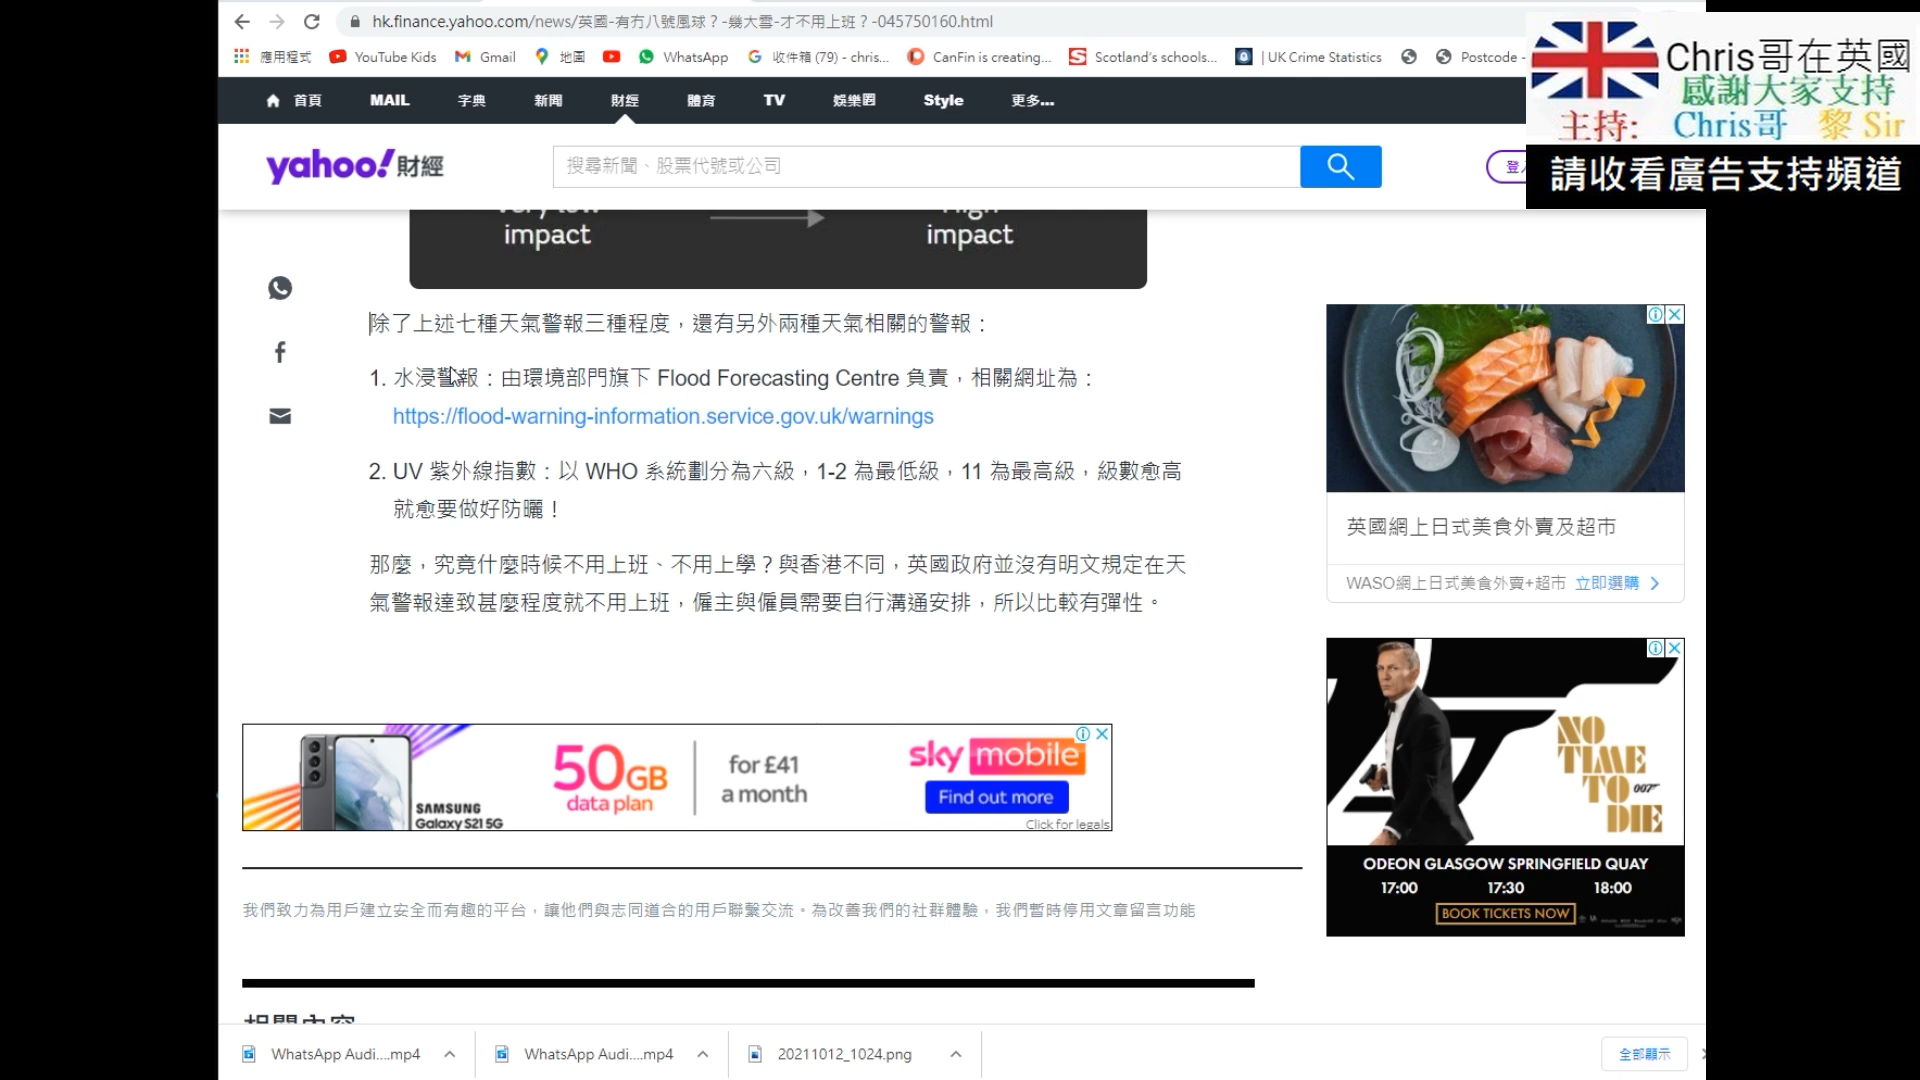 hk.finance.yahoo.com/news/英國-有冇八號風球？-幾大雪-才不用上班？-045750160.html
應用程式 YouTube Kids Gmail 地圖 WhatsApp 收件箱 (79) - chris... CanFin is creating... Scotland's schools... | UK Crime Statistics Postcode -
Chris哥在英國
感謝大家支持
主持: Chris哥 黎 Sir
請收看廣告支持頻道
首頁 MAIL 字典 新聞 財經 體育 TV 娛樂圈 Style 更多...
yahoo!財經
搜尋新聞、股票代號或公司
登入
Very low High
impact impact
除了上述七種天氣警報三種程度，還有另外兩種天氣相關的警報：
1. 水浸警報：由環境部門旗下 Flood Forecasting Centre 負責，相關網址為：
https://flood-warning-information.service.gov.uk/warnings
2. UV 紫外線指數：以 WHO 系統劃分為六級，1-2 為最低級，11 為最高級，級數愈高
就愈要做好防曬！
那麼，究竟什麼時候不用上班、不用上學？與香港不同，英國政府並沒有明文規定在天
氣警報達致甚麼程度就不用上班，僱主與僱員需要自行溝通安排，所以比較有彈性。
英國網上日式美食外賣及超市
WASO網上日式美食外賣+超市 立即選購
SAMSUNG
Galaxy S21 5G
50GB
data plan
for £41
a month
sky mobile
Find out more
Click for legals
NO
TIME
TO 007
DIE
ODEON GLASGOW SPRINGFIELD QUAY
17:00 17:30 18:00
BOOK TICKETS NOW
我們致力為用戶建立安全而有趣的平台，讓他們與志同道合的用戶聯繫交流。為改善我們的社群體驗，我們暫時停用文章留言功能
相關內容
WhatsApp Audi....mp4 WhatsApp Audi....mp4 20211012_1024.png 全部顯示